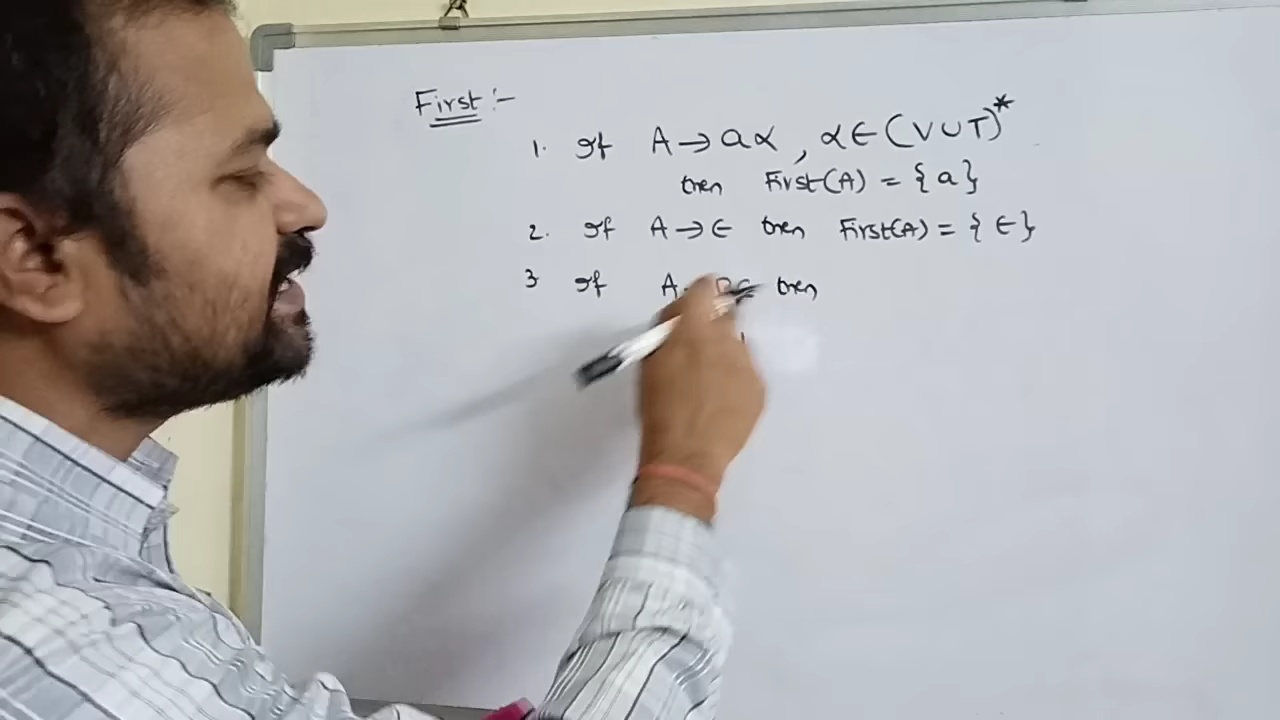 First :-
1. If A → aα , α ∈ (V ∪ T)*
then First(A) = { a }
2. If A → ∈ then First(A) = { ∈ }
3 If A then